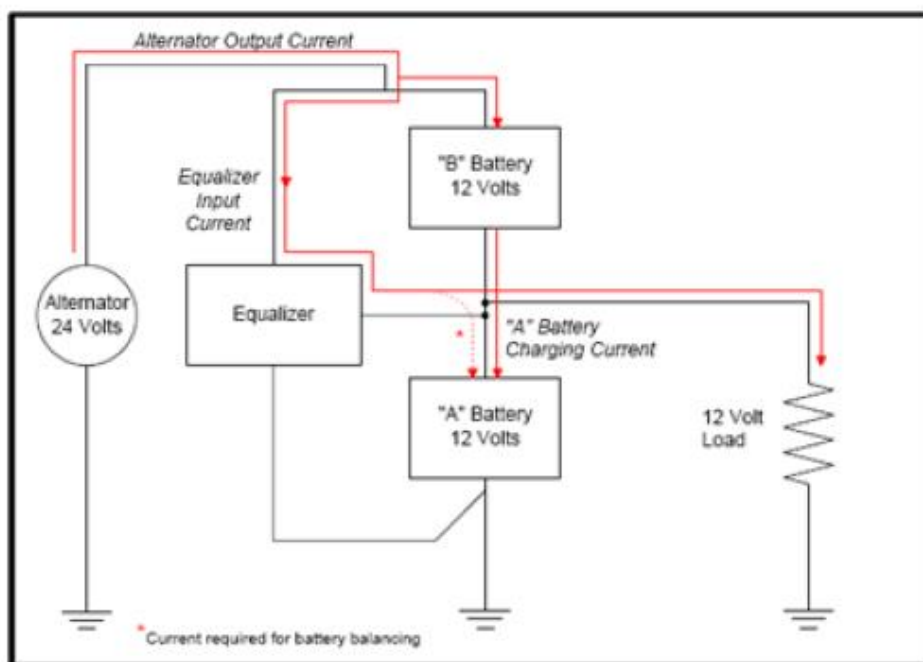 Alternator Output Current
"B" Battery
12 Volts
Equalizer
Input
Current
Alternator
24 Volts
Equalizer
*
"A" Battery
Charging Current
"A" Battery
12 Volts
12 Volt
Load
*Current required for battery balancing